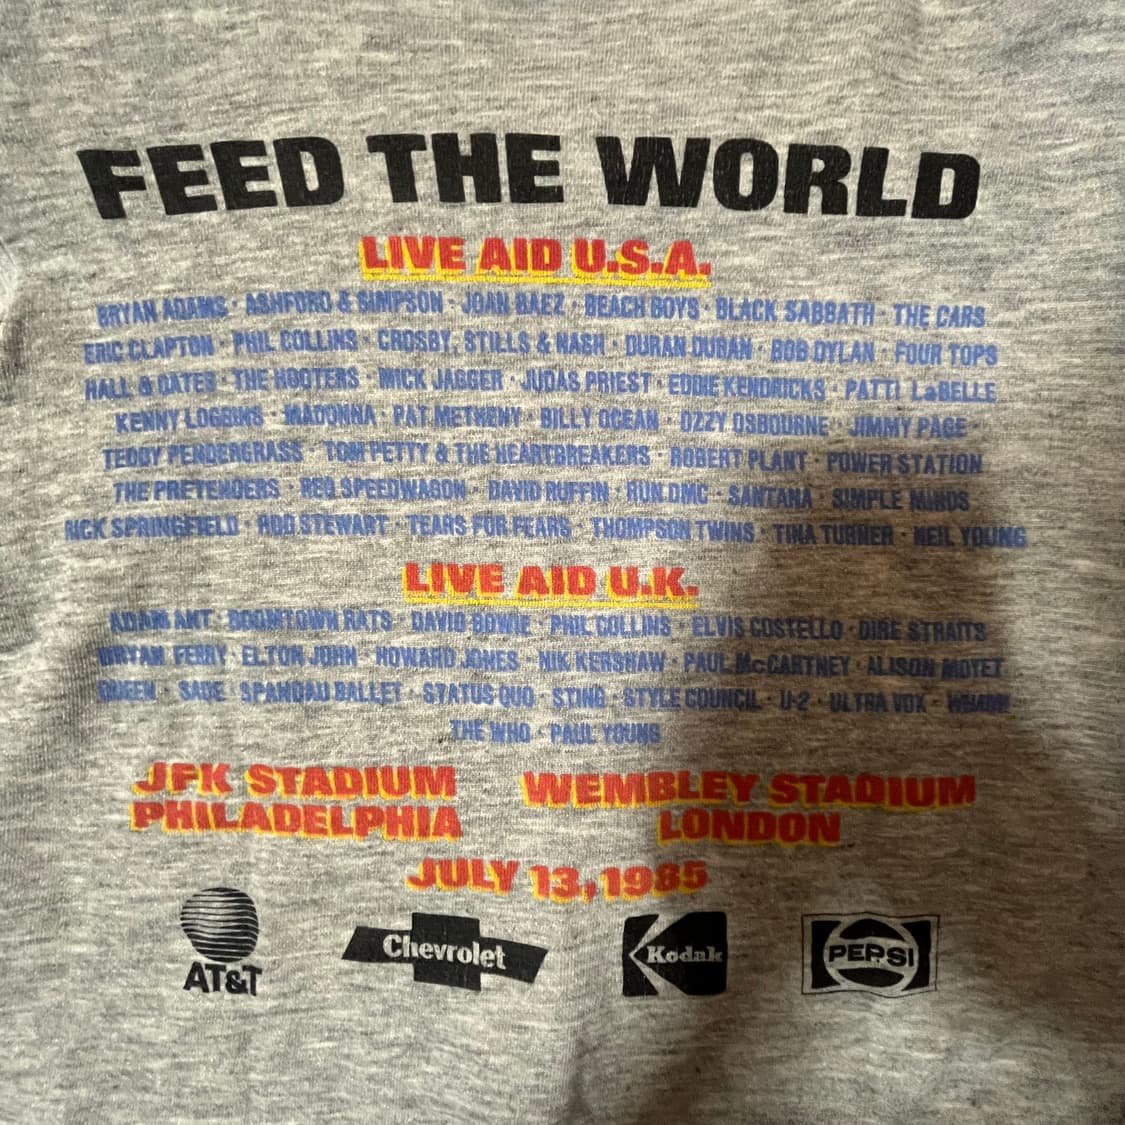 FEED THE WORLD
LIVE AID U.S.A.
BRYAN ADAMS · ASHFORD & SIMPSON · JOAN BAEZ · BEACH BOYS · BLACK SABBATH · THE CARS
ERIC CLAPTON · PHIL COLLINS · CROSBY, STILLS & NASH · DURAN DURAN · BOB DYLAN · FOUR TOPS
HALL & OATES · THE HOOTERS · MICK JAGGER · JUDAS PRIEST · EDDIE KENDRICKS · PATTI LaBELLE
KENNY LOGGINS · MADONNA · PAT METHENY · BILLY OCEAN · OZZY OSBOURNE · JIMMY PAGE ·
TEDDY PENDERGRASS · TOM PETTY & THE HEARTBREAKERS · ROBERT PLANT · POWER STATION
THE PRETENDERS · REO SPEEDWAGON · DAVID RUFFIN · RUN DMC · SANTANA · SIMPLE MINDS
RICK SPRINGFIELD · ROD STEWART · TEARS FOR FEARS · THOMPSON TWINS · TINA TURNER · NEIL YOUNG
LIVE AID U.K.
ADAM ANT · BOOMTOWN RATS · DAVID BOWIE · PHIL COLLINS · ELVIS COSTELLO · DIRE STRAITS
BRYAN FERRY · ELTON JOHN · HOWARD JONES · NIK KERSHAW · PAUL McCARTNEY · ALISON MOYET
QUEEN · SADE · SPANDAU BALLET · STATUS QUO · STING · STYLE COUNCIL · U-2 · ULTRA VOX · WHAM!
THE WHO · PAUL YOUNG
JFK STADIUM
PHILADELPHIA
WEMBLEY STADIUM
LONDON
JULY 13, 1985
AT&T
Chevrolet
Kodak
PEPSI